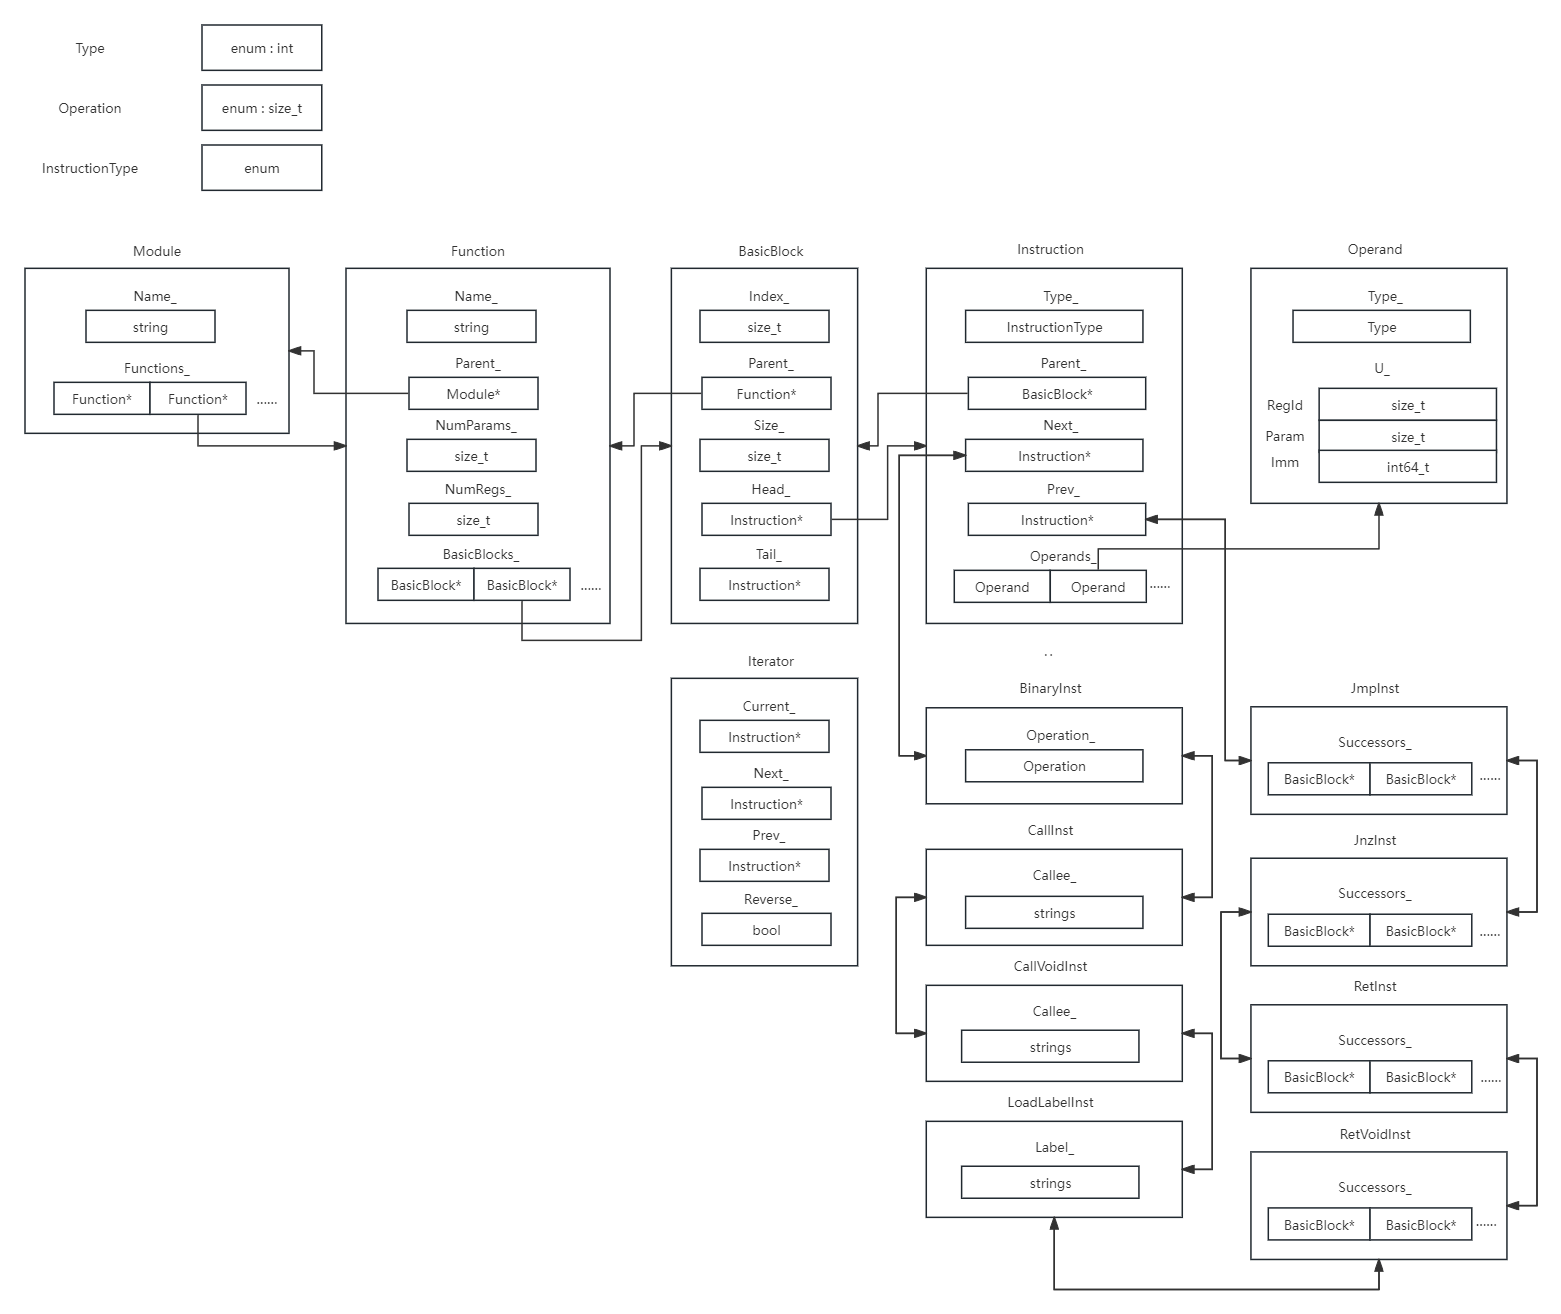 Type
enum : int
Operation
enum : size_t
InstructionType
enum
Module
Name_
string
Functions_
Function* Function* ......
Function
Name_
string
Parent_
Module*
NumParams_
size_t
NumRegs_
size_t
BasicBlocks_
BasicBlock* BasicBlock* ......
BasicBlock
Index_
size_t
Parent_
Function*
Size_
size_t
Head_
Instruction*
Tail_
Instruction*
Instruction
Type_
InstructionType
Parent_
BasicBlock*
Next_
Instruction*
Prev_
Instruction*
Operands_
Operand Operand ......
Operand
Type_
Type
U_
RegId size_t
Param size_t
Imm int64_t
Iterator
Current_
Instruction*
Next_
Instruction*
Prev_
Instruction*
Reverse_
bool
..
BinaryInst
Operation_
Operation
CallInst
Callee_
strings
CallVoidInst
Callee_
strings
LoadLabelInst
Label_
strings
JmpInst
Successors_
BasicBlock* BasicBlock* ......
JnzInst
Successors_
BasicBlock* BasicBlock* ......
RetInst
Successors_
BasicBlock* BasicBlock* ......
RetVoidInst
Successors_
BasicBlock* BasicBlock* ......